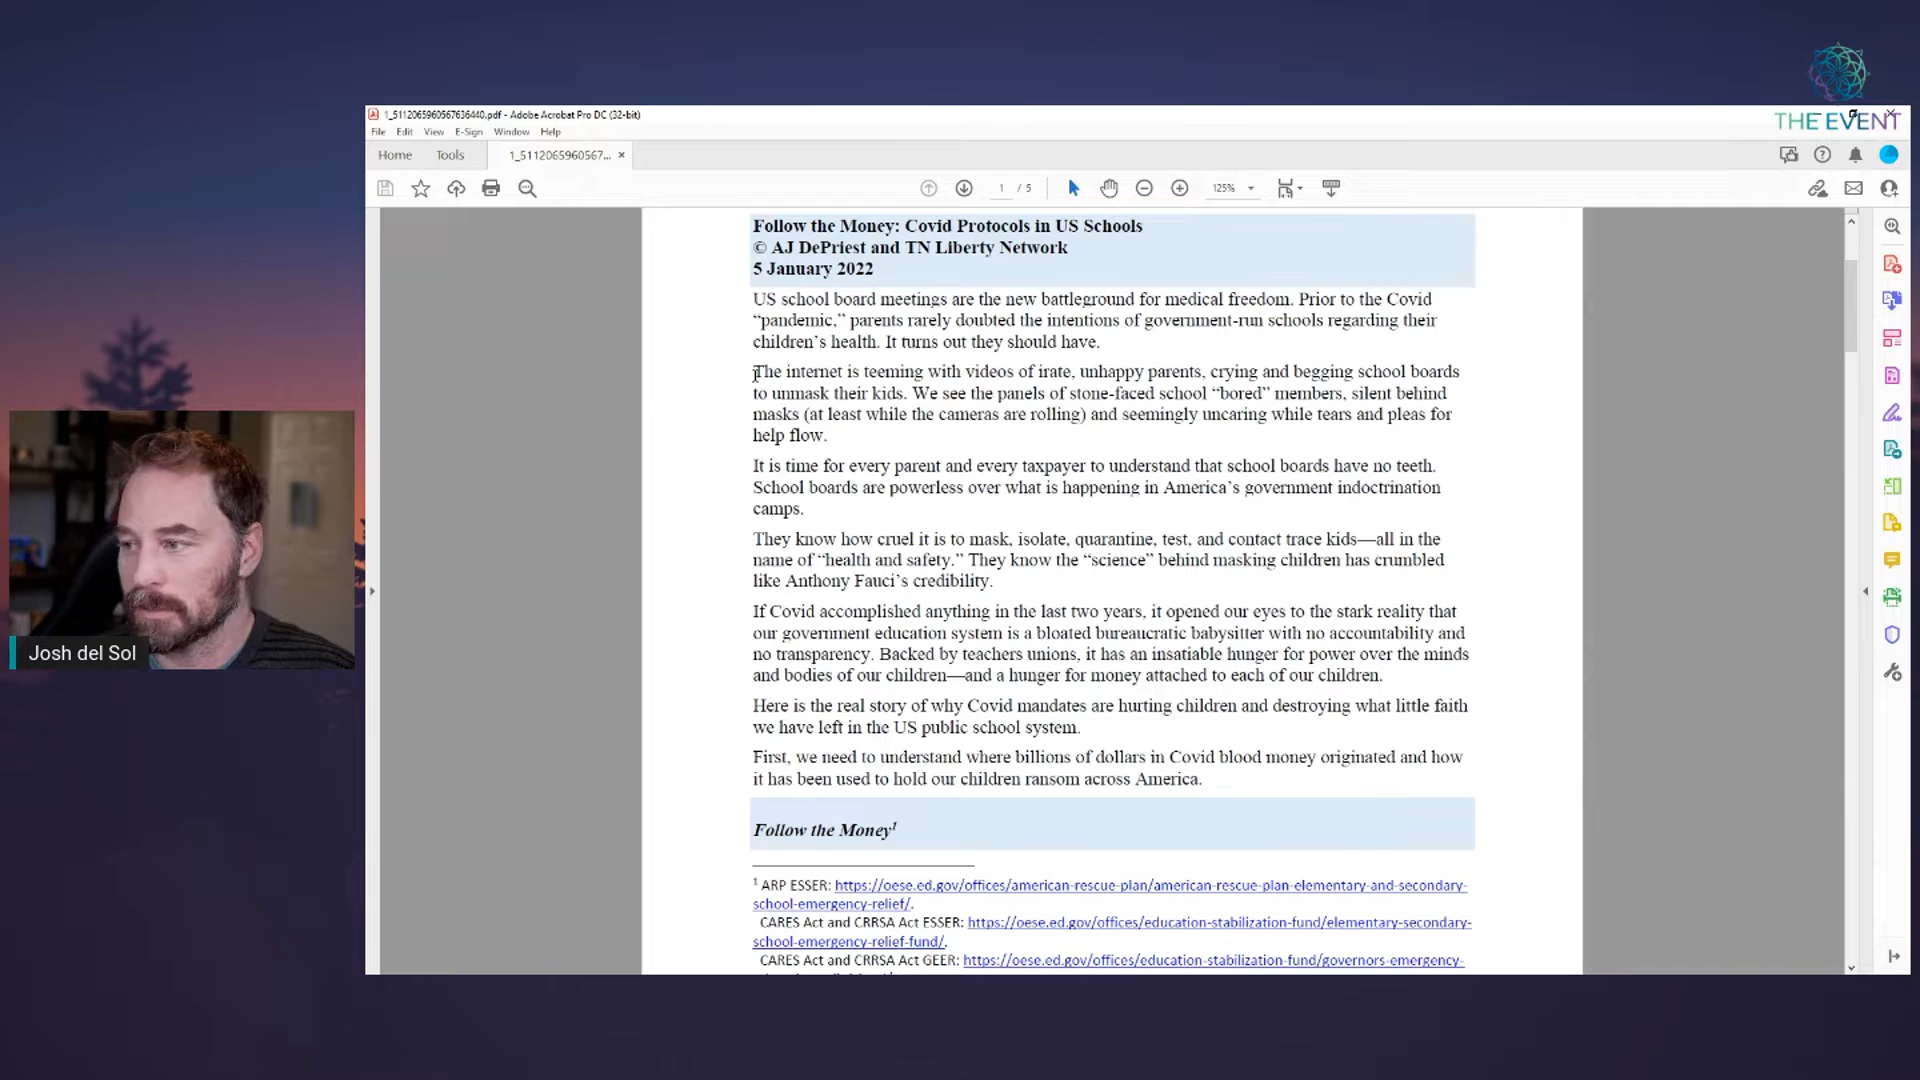 THE EVENT
1_5112065960567636440.pdf - Adobe Acrobat Pro DC (32-bit)
File Edit View E-Sign Window Help
Home Tools 1_5112065960567... ×
1 / 5 125%
Follow the Money: Covid Protocols in US Schools
© AJ DePriest and TN Liberty Network
5 January 2022
US school board meetings are the new battleground for medical freedom. Prior to the Covid
“pandemic,” parents rarely doubted the intentions of government-run schools regarding their
children’s health. It turns out they should have.
The internet is teeming with videos of irate, unhappy parents, crying and begging school boards
to unmask their kids. We see the panels of stone-faced school “bored” members, silent behind
masks (at least while the cameras are rolling) and seemingly uncaring while tears and pleas for
help flow.
It is time for every parent and every taxpayer to understand that school boards have no teeth.
School boards are powerless over what is happening in America’s government indoctrination
camps.
They know how cruel it is to mask, isolate, quarantine, test, and contact trace kids—all in the
name of “health and safety.” They know the “science” behind masking children has crumbled
like Anthony Fauci’s credibility.
If Covid accomplished anything in the last two years, it opened our eyes to the stark reality that
our government education system is a bloated bureaucratic babysitter with no accountability and
no transparency. Backed by teachers unions, it has an insatiable hunger for power over the minds
and bodies of our children—and a hunger for money attached to each of our children.
Here is the real story of why Covid mandates are hurting children and destroying what little faith
we have left in the US public school system.
First, we need to understand where billions of dollars in Covid blood money originated and how
it has been used to hold our children ransom across America.
Follow the Money1
1 ARP ESSER: https://oese.ed.gov/offices/american-rescue-plan/american-rescue-plan-elementary-and-secondary-
school-emergency-relief/.
CARES Act and CRRSA Act ESSER: https://oese.ed.gov/offices/education-stabilization-fund/elementary-secondary-
school-emergency-relief-fund/.
CARES Act and CRRSA Act GEER: https://oese.ed.gov/offices/education-stabilization-fund/governors-emergency-
Josh del Sol